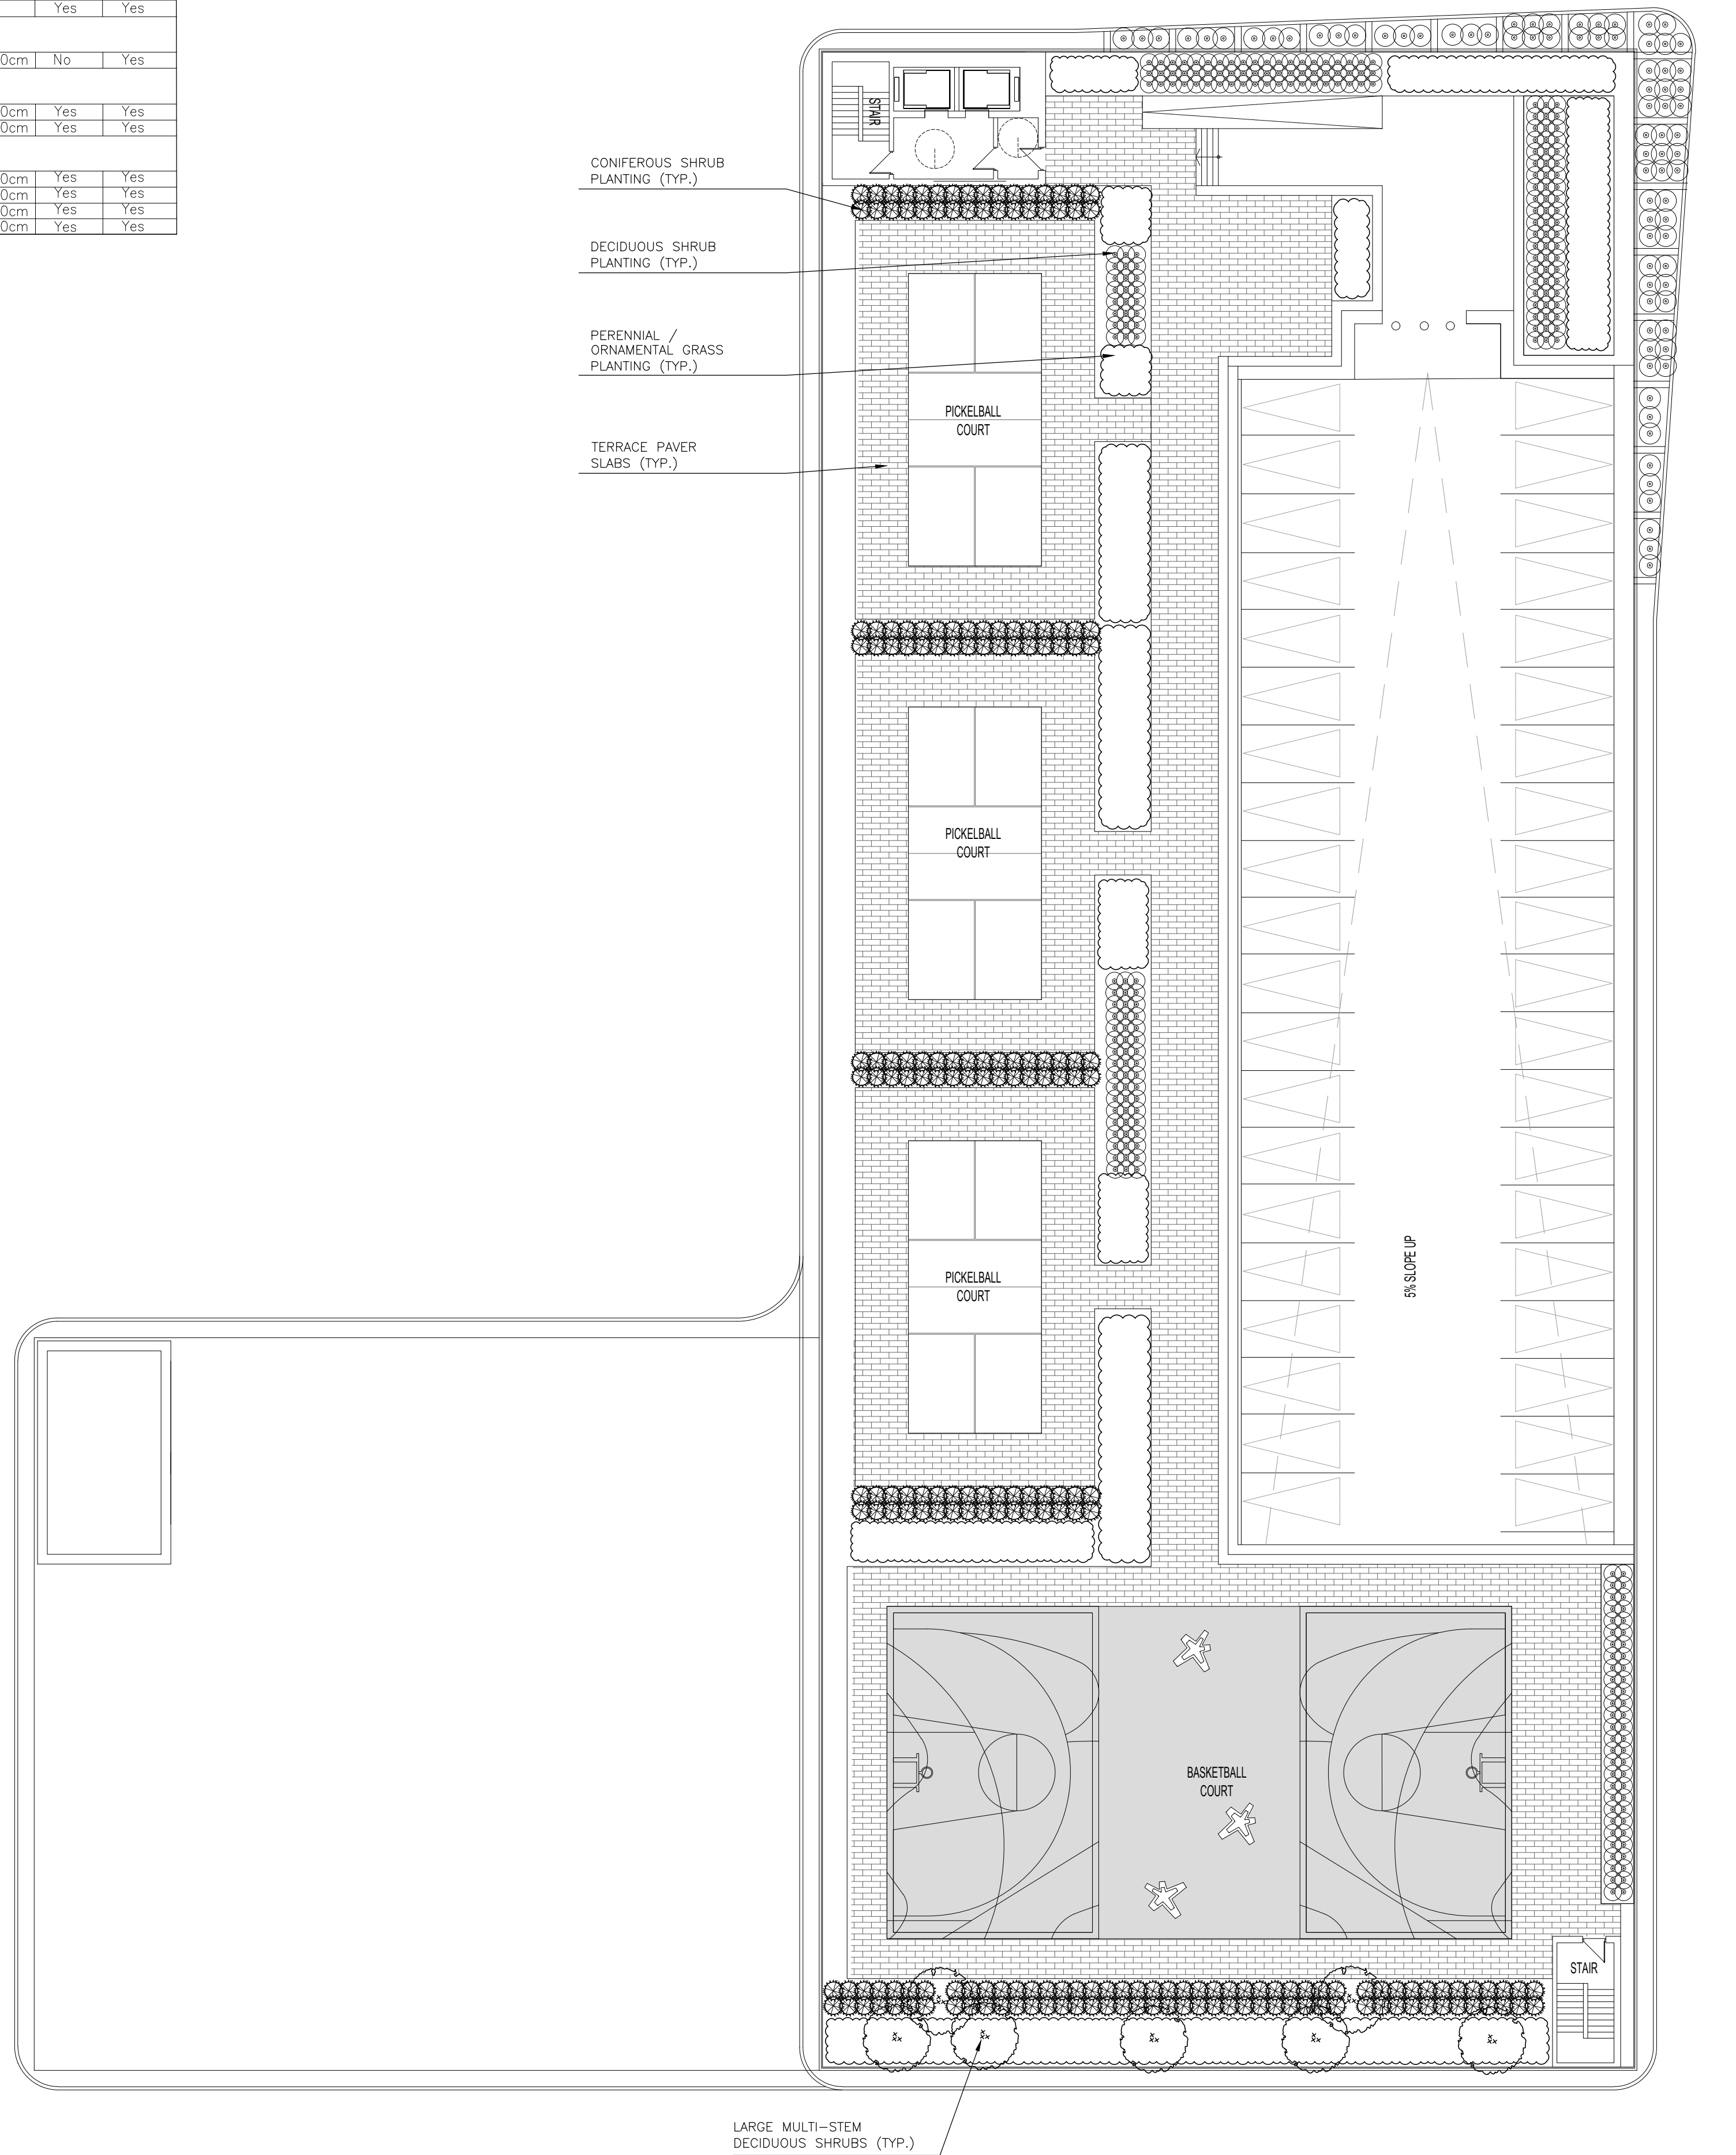 Yes Yes
0cm No Yes
0cm Yes Yes
0cm Yes Yes
0cm Yes Yes
0cm Yes Yes
0cm Yes Yes
0cm Yes Yes
STAIR
CONIFEROUS SHRUB
PLANTING (TYP.)
DECIDUOUS SHRUB
PLANTING (TYP.)
PERENNIAL /
ORNAMENTAL GRASS
PLANTING (TYP.)
TERRACE PAVER
SLABS (TYP.)
PICKELBALL
COURT
PICKELBALL
COURT
PICKELBALL
COURT
5% SLOPE UP
BASKETBALL
COURT
STAIR
LARGE MULTI-STEM
DECIDUOUS SHRUBS (TYP.)